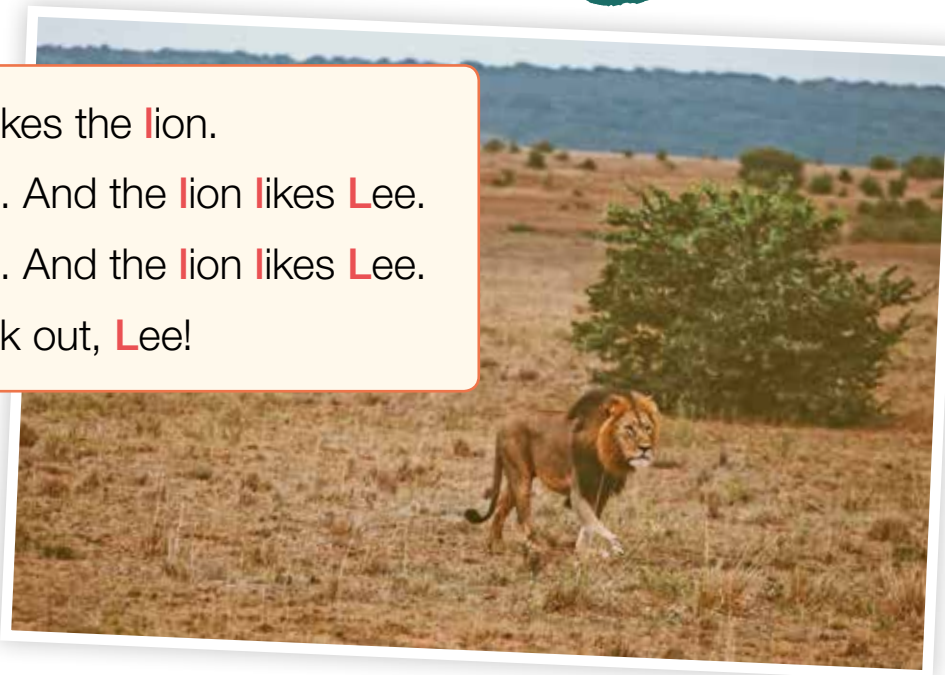 kes the lion.
. And the lion likes Lee.
. And the lion likes Lee.
k out, Lee!